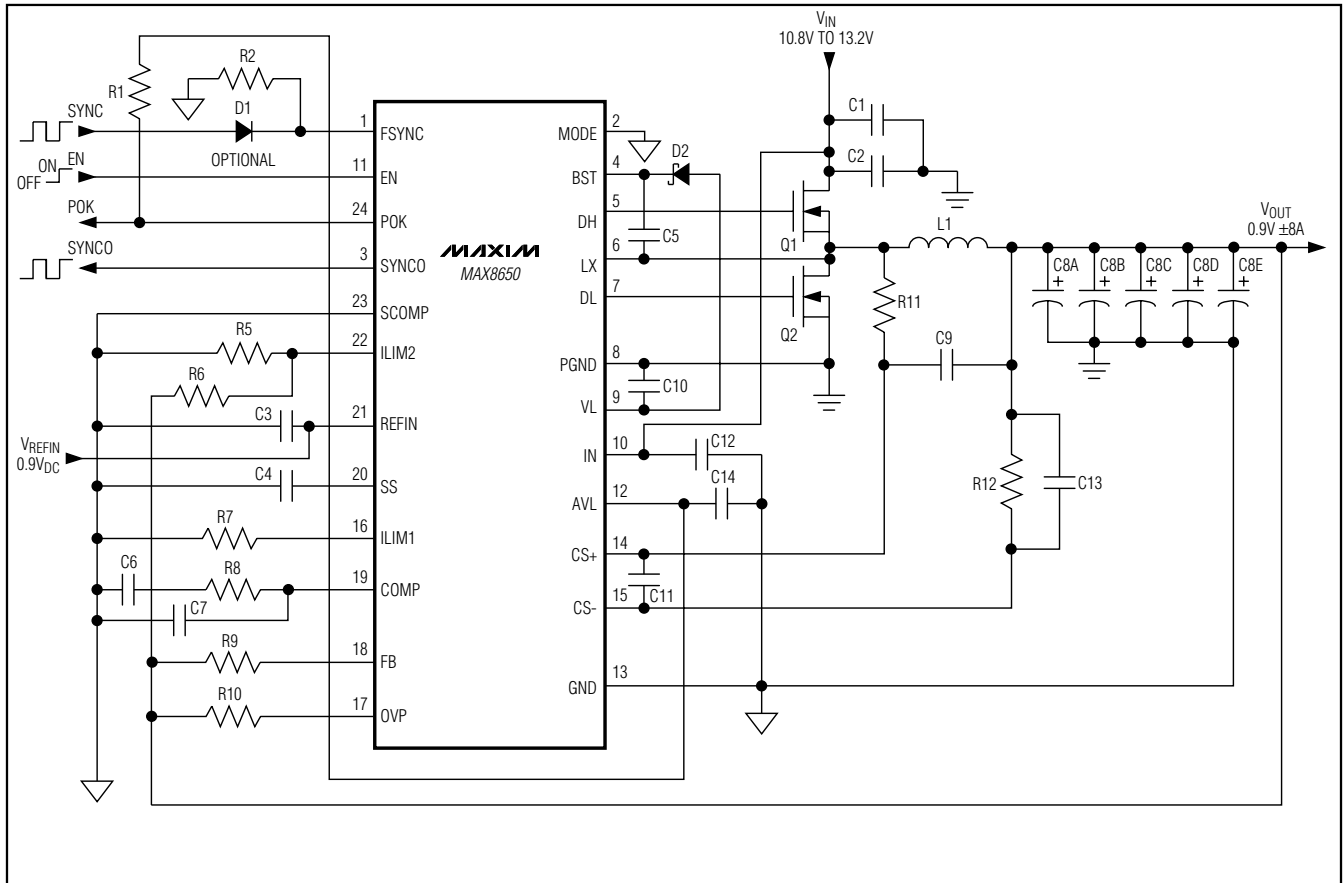 VIN
10.8V TO 13.2V
R2
R1
SYNC
D1
OPTIONAL
1
FSYNC
ON
OFF
EN
11
EN
POK
24
POK
SYNCO
3
SYNCO
23
SCOMP
R5
22
ILIM2
R6
C3
21
REFIN
VREFIN
0.9VDC
C4
20
SS
R7
16
ILIM1
C6
R8
19
COMP
C7
R9
18
FB
R10
17
OVP
MAXIM
MAX8650
MODE
2
BST
4
D2
DH
5
C5
LX
6
DL
7
PGND
8
C10
VL
9
IN
10
C12
AVL
12
C14
CS+
14
C11
CS-
15
GND
13
C1
C2
Q1
Q2
L1
R11
C9
R12
C13
VOUT
0.9V ±8A
C8A
+
C8B
+
C8C
+
C8D
+
C8E
+